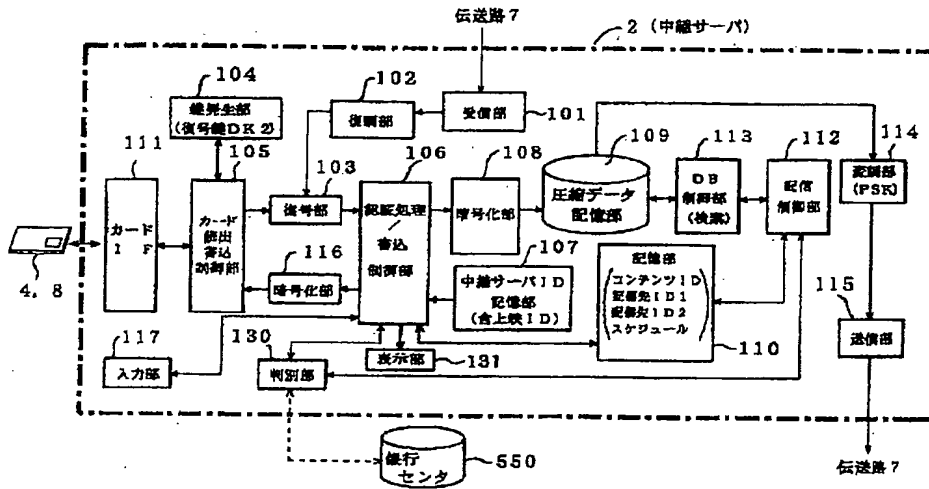 伝送路7
2 (中継サーバ)
104
鍵発生部
(復号鍵DK2)
102
復調部
受信部
101
111
105
103
106
108
109
113
112
114
カード
I F
カード
読出
書込
制御部
復号部
認証処理
/
書込
制御部
暗号化部
圧縮データ
記憶部
DB
制御部
(検索)
配信
制御部
変調部
(PSK)
4, 8
116
暗号化部
107
中継サーバID
記憶部
(含上映ID)
記憶部
コンテンツID
配信先ID1
配信先ID2
スケジュール
110
115
送信部
117
入力部
130
判別部
表示部
131
銀行
センタ
550
伝送路7